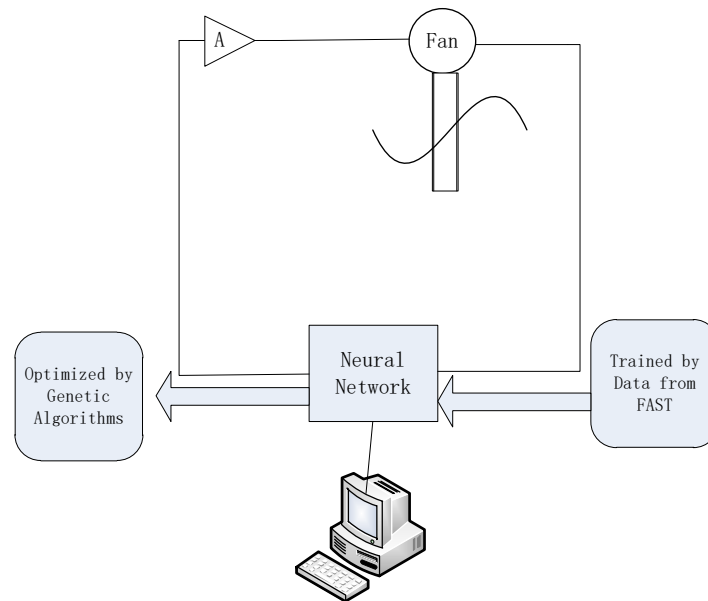 A
Fan
Neural
Network
Optimized by
Genetic
Algorithms
Trained by
Data from
FAST